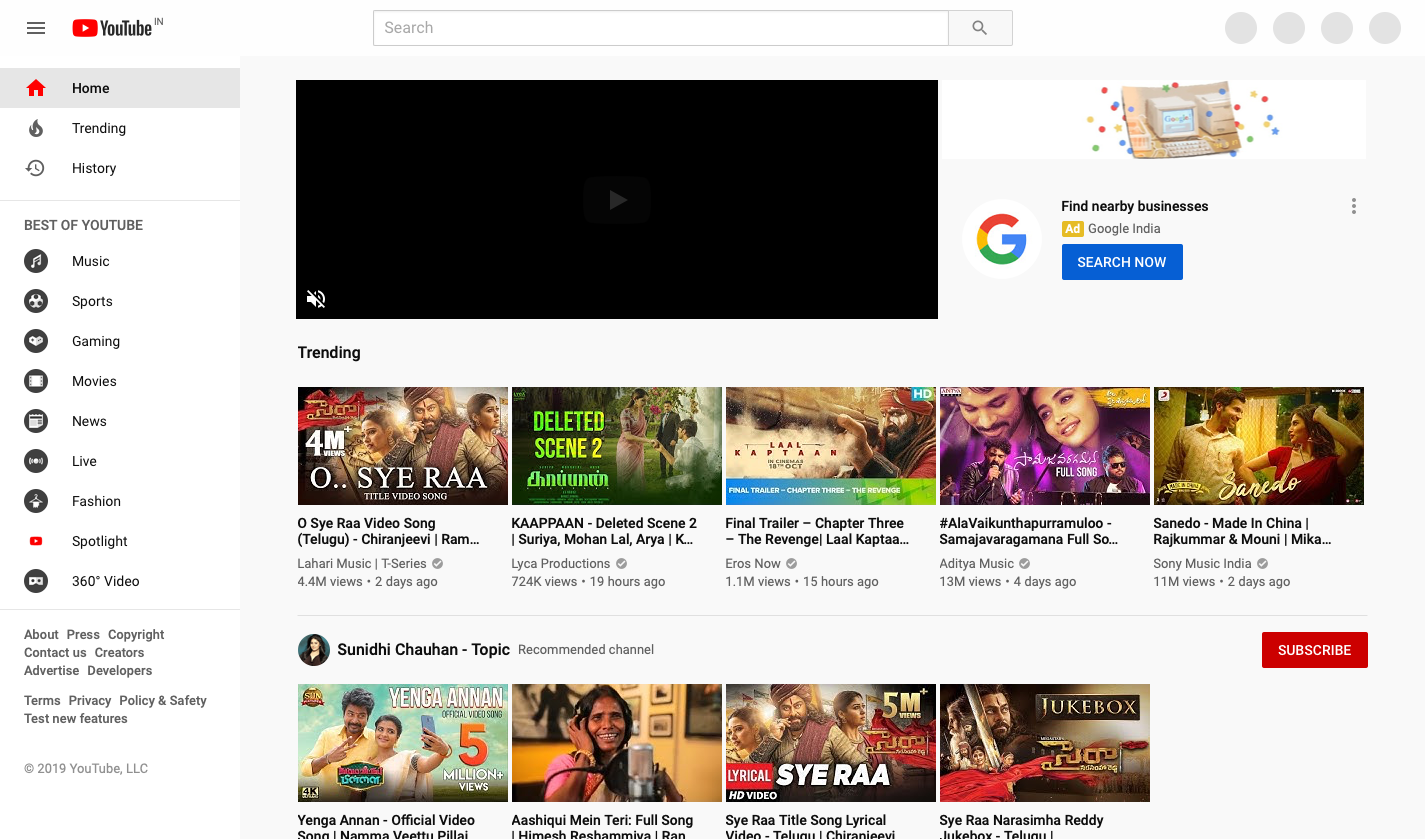 YouTube IN
Search
Home
Trending
History
BEST OF YOUTUBE
Music
Sports
Gaming
Movies
News
Live
Fashion
Spotlight
360° Video
About Press Copyright
Contact us Creators
Advertise Developers
Terms Privacy Policy & Safety
Test new features
© 2019 YouTube, LLC
Google
Find nearby businesses
Ad Google India
SEARCH NOW
Trending
4M+
VIEWS
O.. SYE RAA
TITLE VIDEO SONG
O Sye Raa Video Song
(Telugu) - Chiranjeevi | Ram…
Lahari Music | T-Series
4.4M views • 2 days ago
DELETED
SCENE 2
காப்பான்
KAAPPAAN - Deleted Scene 2
| Suriya, Mohan Lal, Arya | K…
Lyca Productions
724K views • 19 hours ago
HD
LAAL
KAPTAAN
IN CINEMAS
18TH OCT
FINAL TRAILER – CHAPTER THREE – THE REVENGE
Final Trailer – Chapter Three
– The Revenge| Laal Kaptaa…
Eros Now
1.1M views • 15 hours ago
సామజవరగమన
FULL SONG
#AlaVaikunthapurramuloo -
Samajavaragamana Full So…
Aditya Music
13M views • 4 days ago
MADE IN CHINA
Sanedo
Sanedo - Made In China |
Rajkummar & Mouni | Mika…
Sony Music India
11M views • 2 days ago
Sunidhi Chauhan - Topic Recommended channel
SUBSCRIBE
SUN
YENGA ANNAN
OFFICIAL VIDEO SONG
5
MILLION+
VIEWS
4K
Yenga Annan - Official Video
Song | Namma Veettu Pillai
Aashiqui Mein Teri: Full Song
| Himesh Reshammiya | Ran
5M+
VIEWS
సైరా
LYRICAL SYE RAA
HD VIDEO
Sye Raa Title Song Lyrical
Video - Telugu | Chiranjeevi
JUKEBOX
సైరా
నరసింహారెడ్డి
Sye Raa Narasimha Reddy
Jukebox - Telugu |